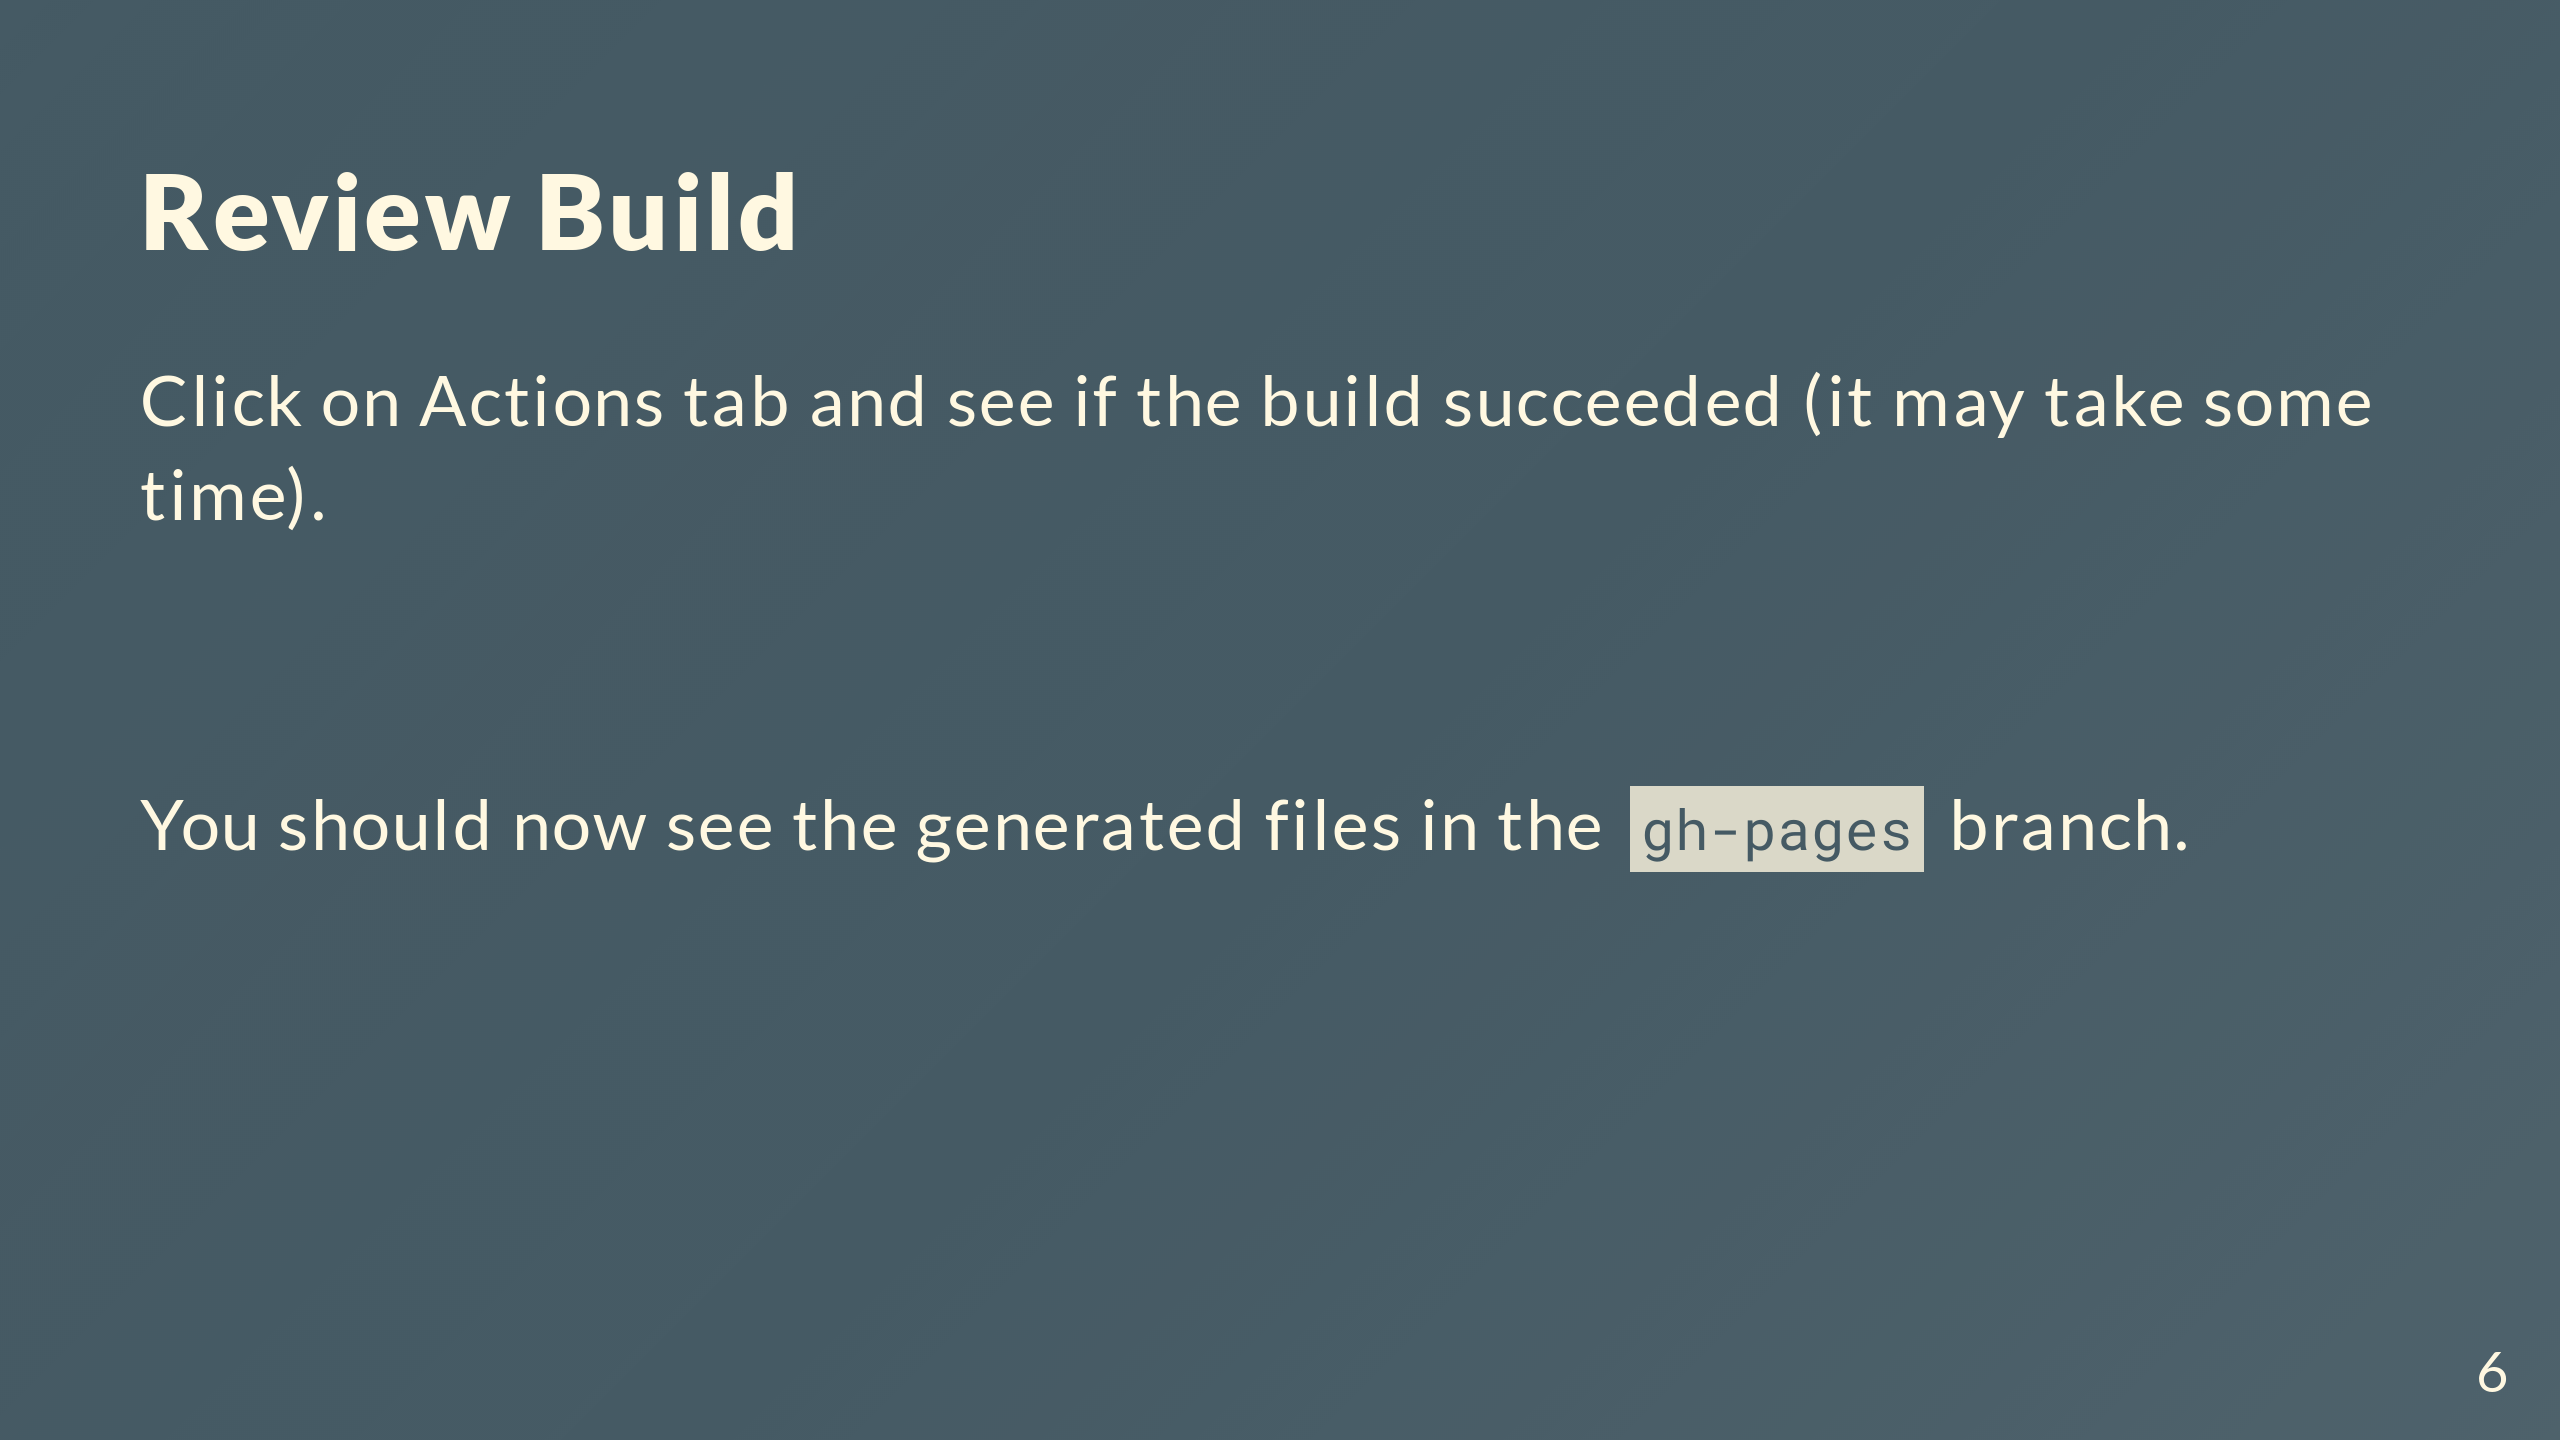 Review Build
Click on Actions tab and see if the build succeeded (it may take some
time).
You should now see the generated files in the gh-pages branch.
6